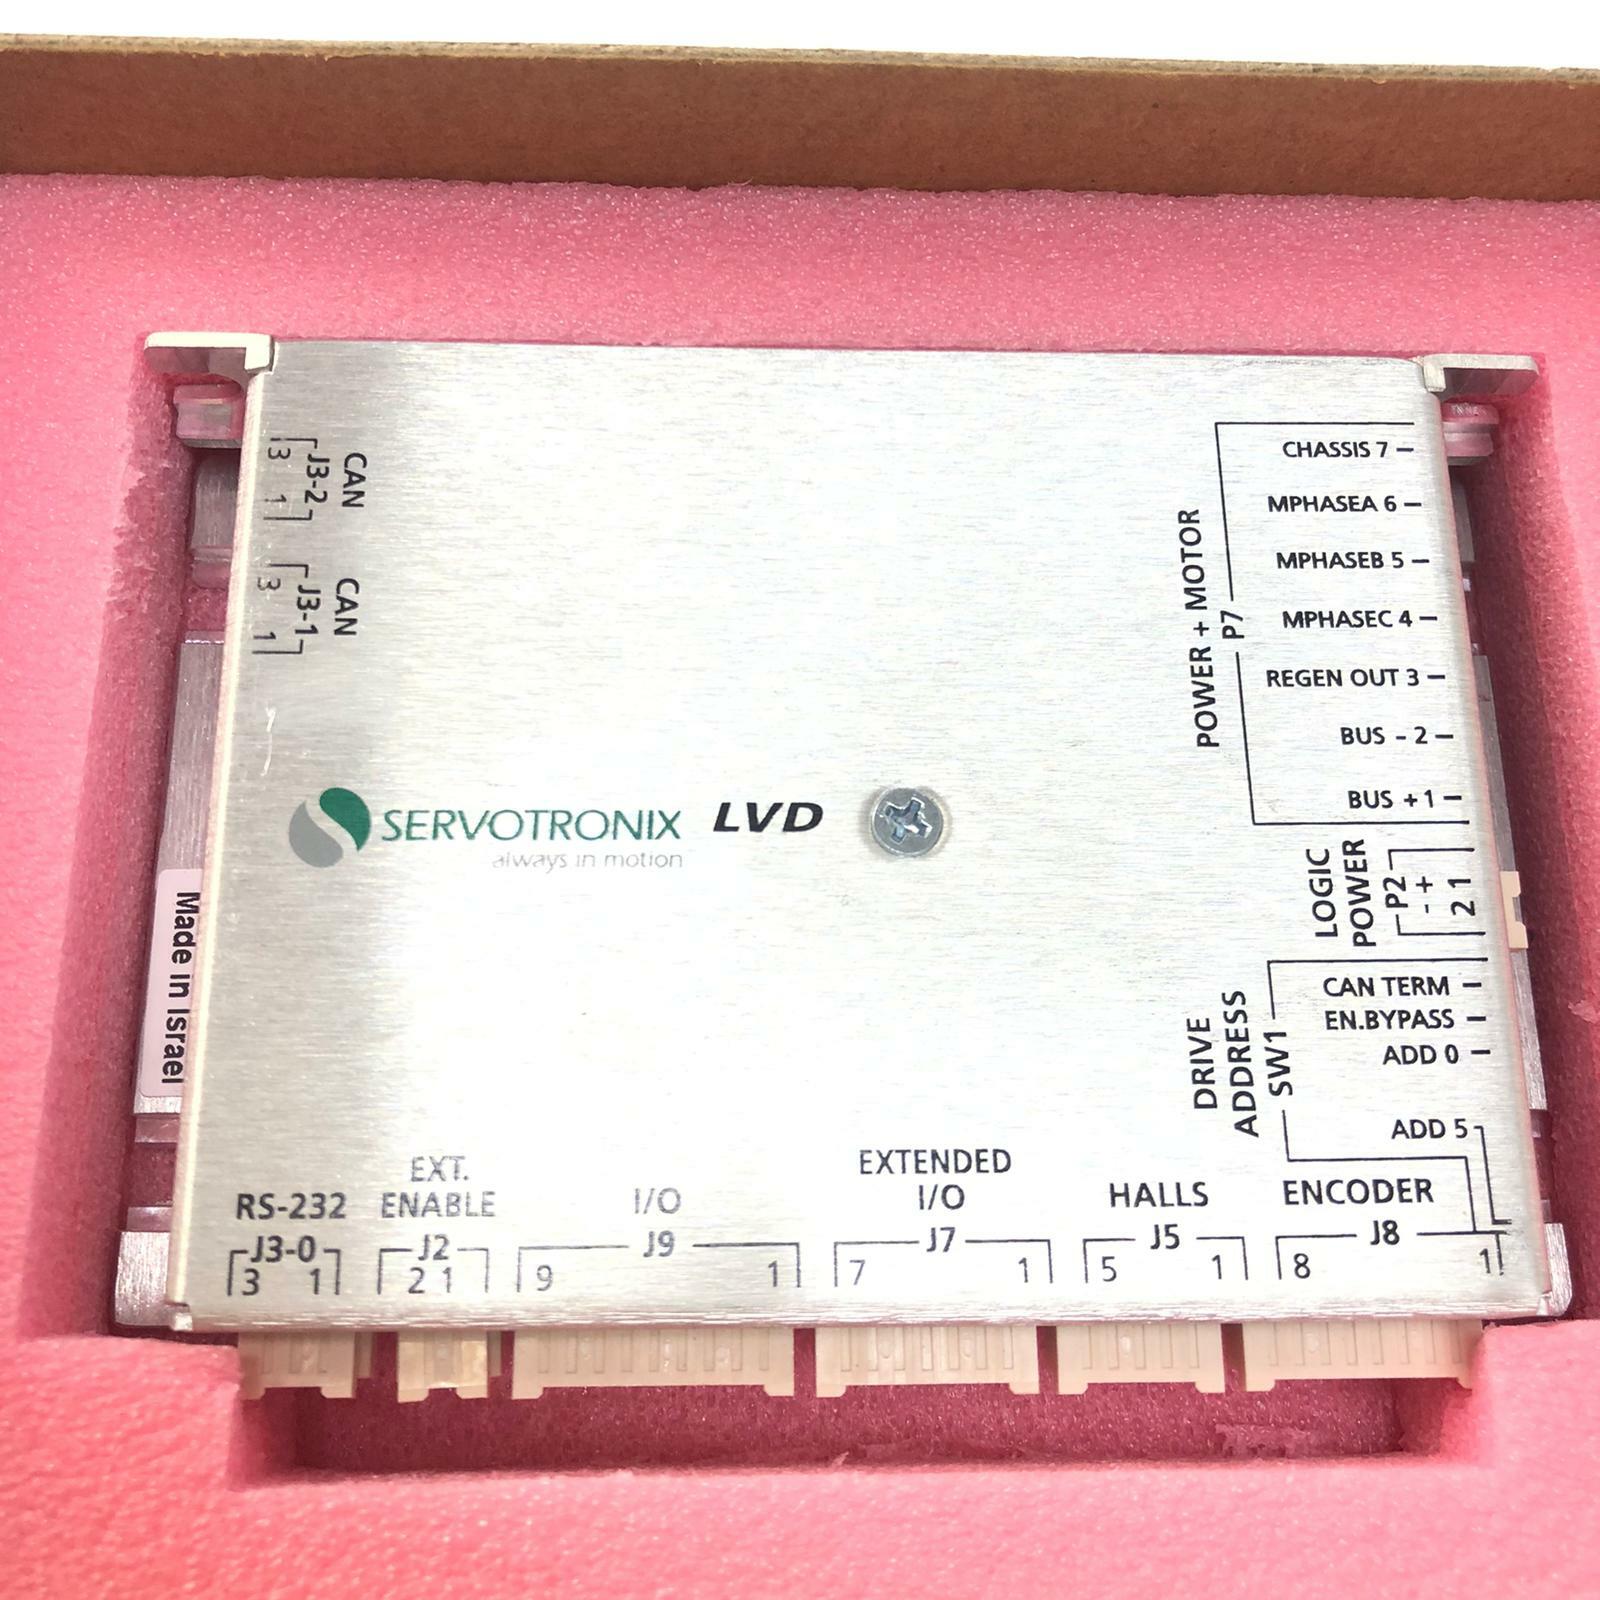 CAN
J3-2
3 1
CAN
J3-1
3 1
SERVOTRONIX LVD
always in motion
Made in Israel
POWER + MOTOR
P7
CHASSIS 7 –
MPHASEA 6 –
MPHASEB 5 –
MPHASEC 4 –
REGEN OUT 3 –
BUS - 2 –
BUS + 1 –
LOGIC
POWER
P2
- +
2 1
DRIVE
ADDRESS
SW1
CAN TERM –
EN.BYPASS –
ADD 0 –
ADD 5
RS-232
J3-0
3 1
EXT.
ENABLE
J2
2 1
I/O
J9
9 1
EXTENDED
I/O
J7
7 1
HALLS
J5
5 1
ENCODER
J8
8 1